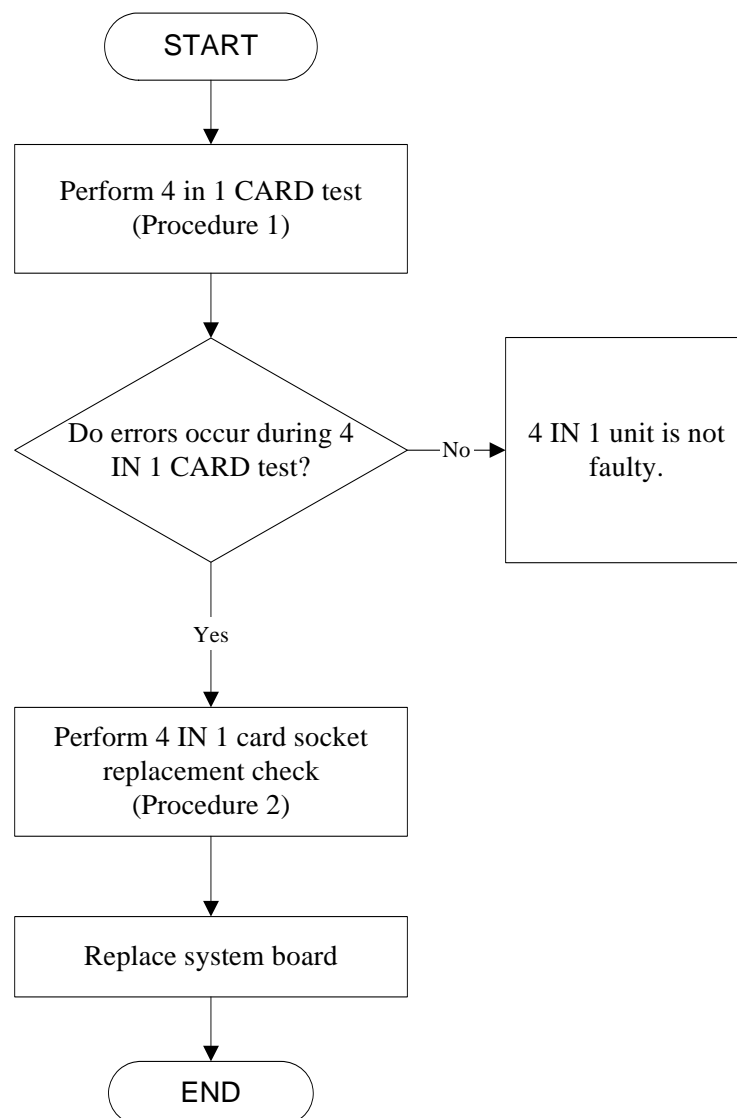 START
Perform 4 in 1 CARD test
(Procedure 1)
Do errors occur during 4
IN 1 CARD test?
No
4 IN 1 unit is not
faulty.
Yes
Perform 4 IN 1 card socket
replacement check
(Procedure 2)
Replace system board
END